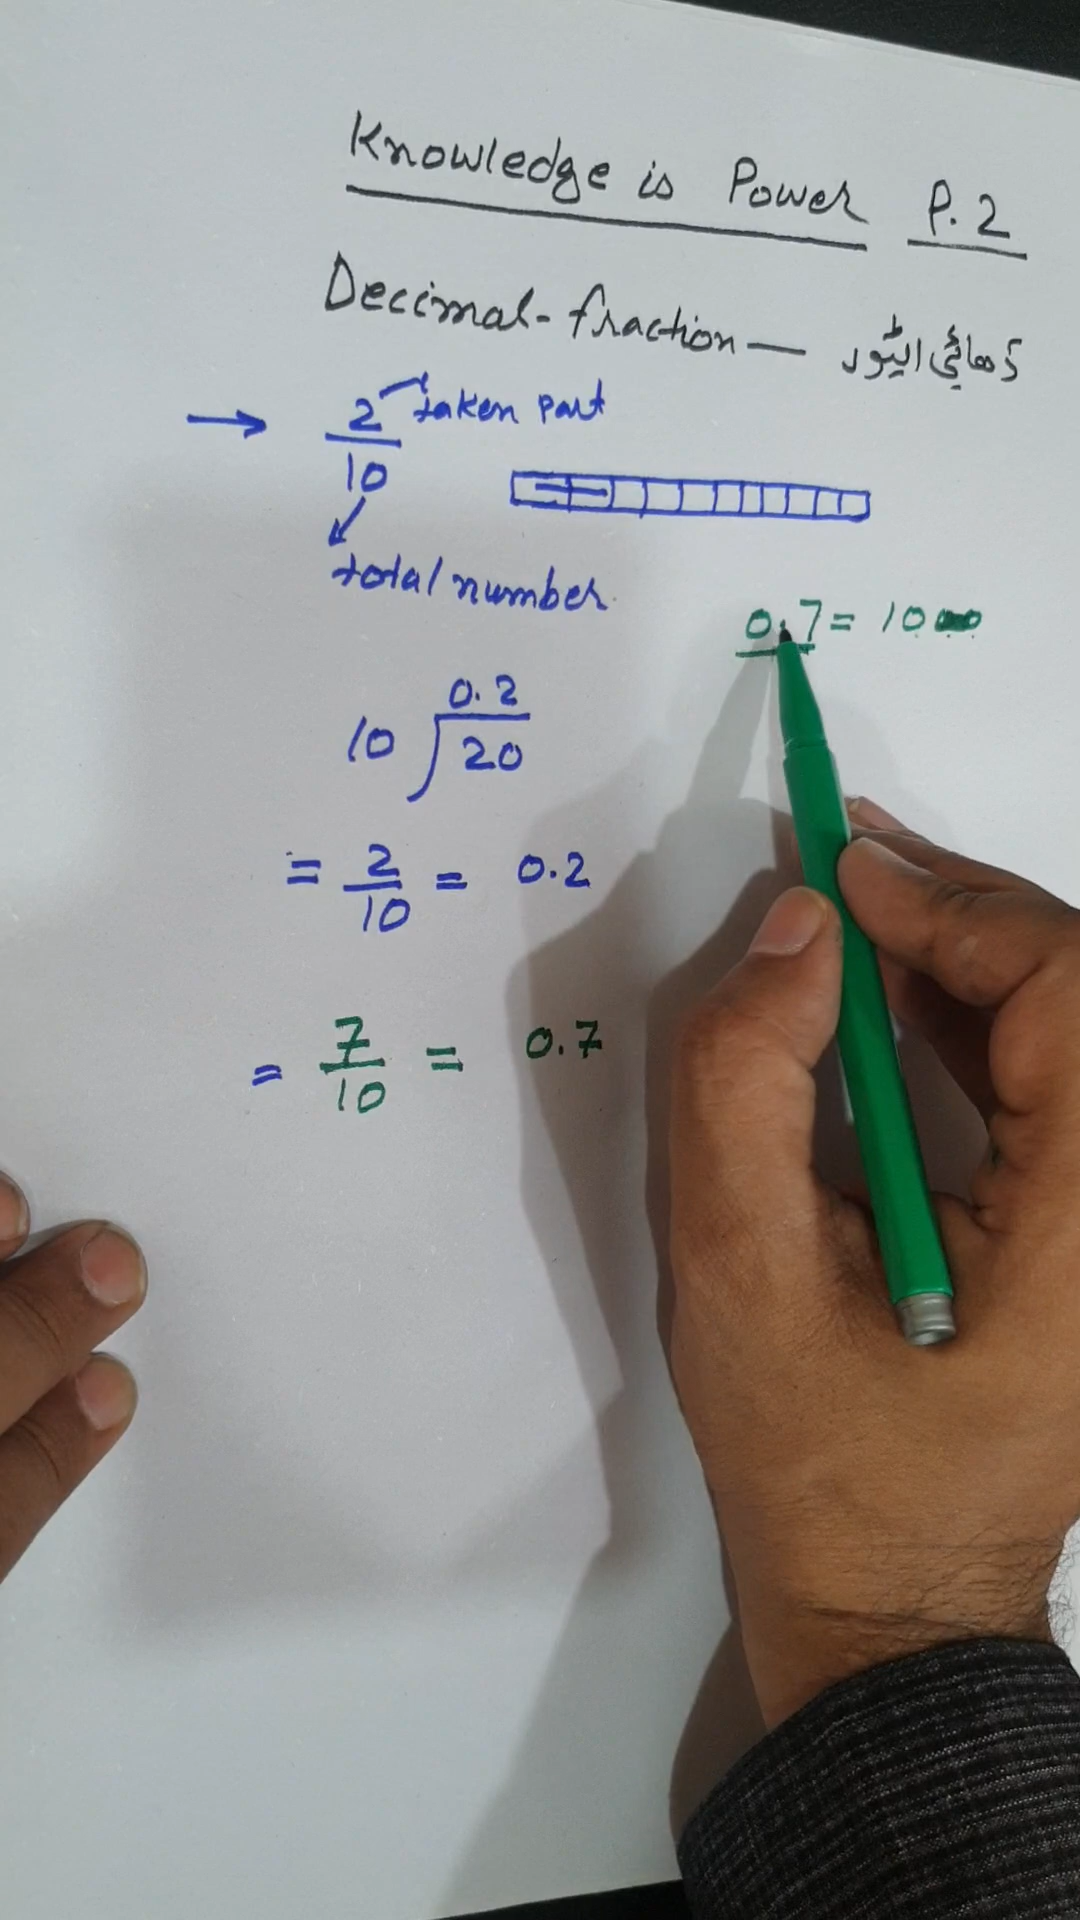 Knowledge is Power P.2
Decimal-fraction — ڈھائی اثیور
→ 2 taken part
10
total number
0.7 = 10
0.2
10 20
= 2/10 = 0.2
= 7/10 = 0.7